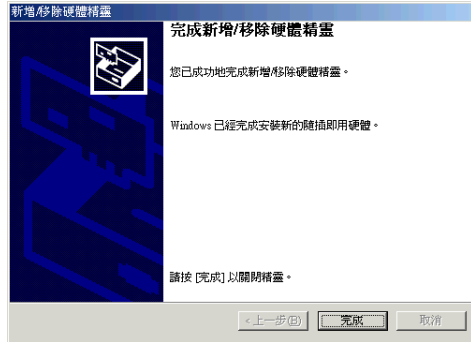 新增/移除硬體精靈
完成新增/移除硬體精靈
您已成功地完成新增/移除硬體精靈。
Windows 已經完成安裝新的隨插即用硬體。
請按 [完成] 以關閉精靈。
<上一步(B)
完成
取消